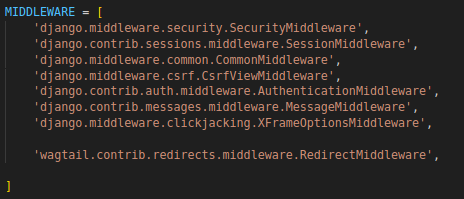 MIDDLEWARE = [
'django.middleware.security.SecurityMiddleware',
'django.contrib.sessions.middleware.SessionMiddleware',
'django.middleware.common.CommonMiddleware',
'django.middleware.csrf.CsrfViewMiddleware',
'django.contrib.auth.middleware.AuthenticationMiddleware',
'django.contrib.messages.middleware.MessageMiddleware',
'django.middleware.clickjacking.XFrameOptionsMiddleware',
'wagtail.contrib.redirects.middleware.RedirectMiddleware',
]